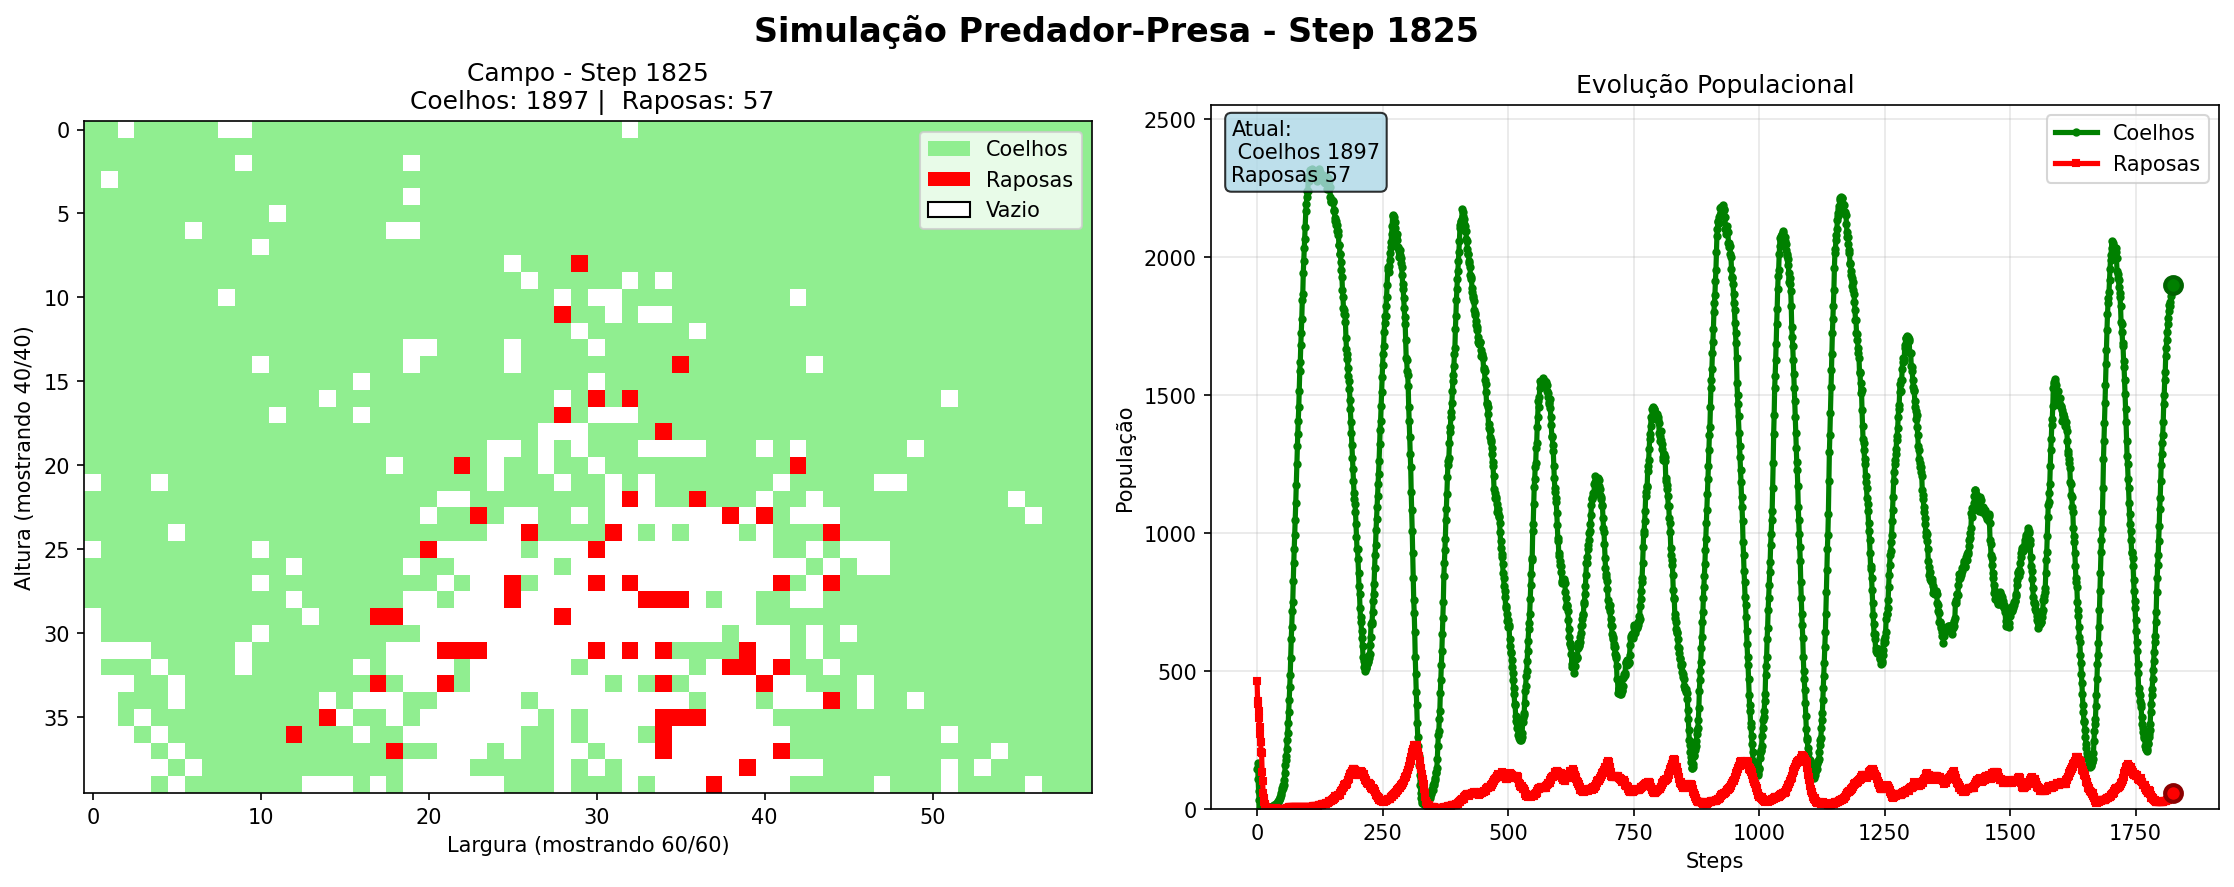 Simulação Predador-Presa - Step 1825
Campo - Step 1825
Coelhos: 1897 |  Raposas: 57
0
5
10
15
20
25
30
35
Altura (mostrando 40/40)
0
10
20
30
40
50
Largura (mostrando 60/60)
Coelhos
Raposas
Vazio
Evolução Populacional
2500
2000
1500
1000
500
0
População
0
250
500
750
1000
1250
1500
1750
Steps
Atual:
Coelhos 1897
Raposas 57
Coelhos
Raposas